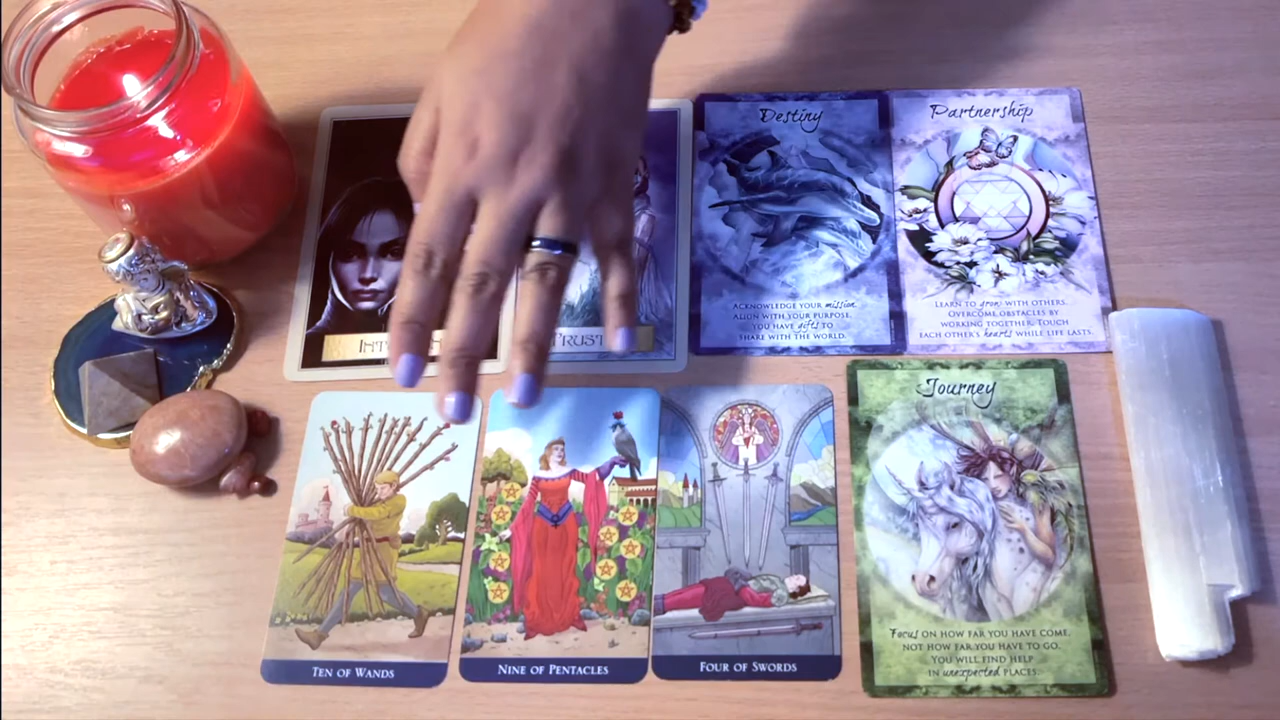 Destiny
ACKNOWLEDGE YOUR mission.
ALIGN WITH YOUR PURPOSE.
YOU HAVE gifts TO
SHARE WITH THE WORLD.
Partnership
LEARN TO grow WITH OTHERS.
OVERCOME OBSTACLES BY
WORKING TOGETHER. TOUCH
EACH OTHER'S hearts WHILE LIFE LASTS.
TRUST
TEN OF WANDS
NINE OF PENTACLES
FOUR OF SWORDS
Journey
Focus ON HOW FAR YOU HAVE COME,
NOT HOW FAR YOU HAVE TO GO.
YOU WILL FIND HELP
IN unexpected PLACES.